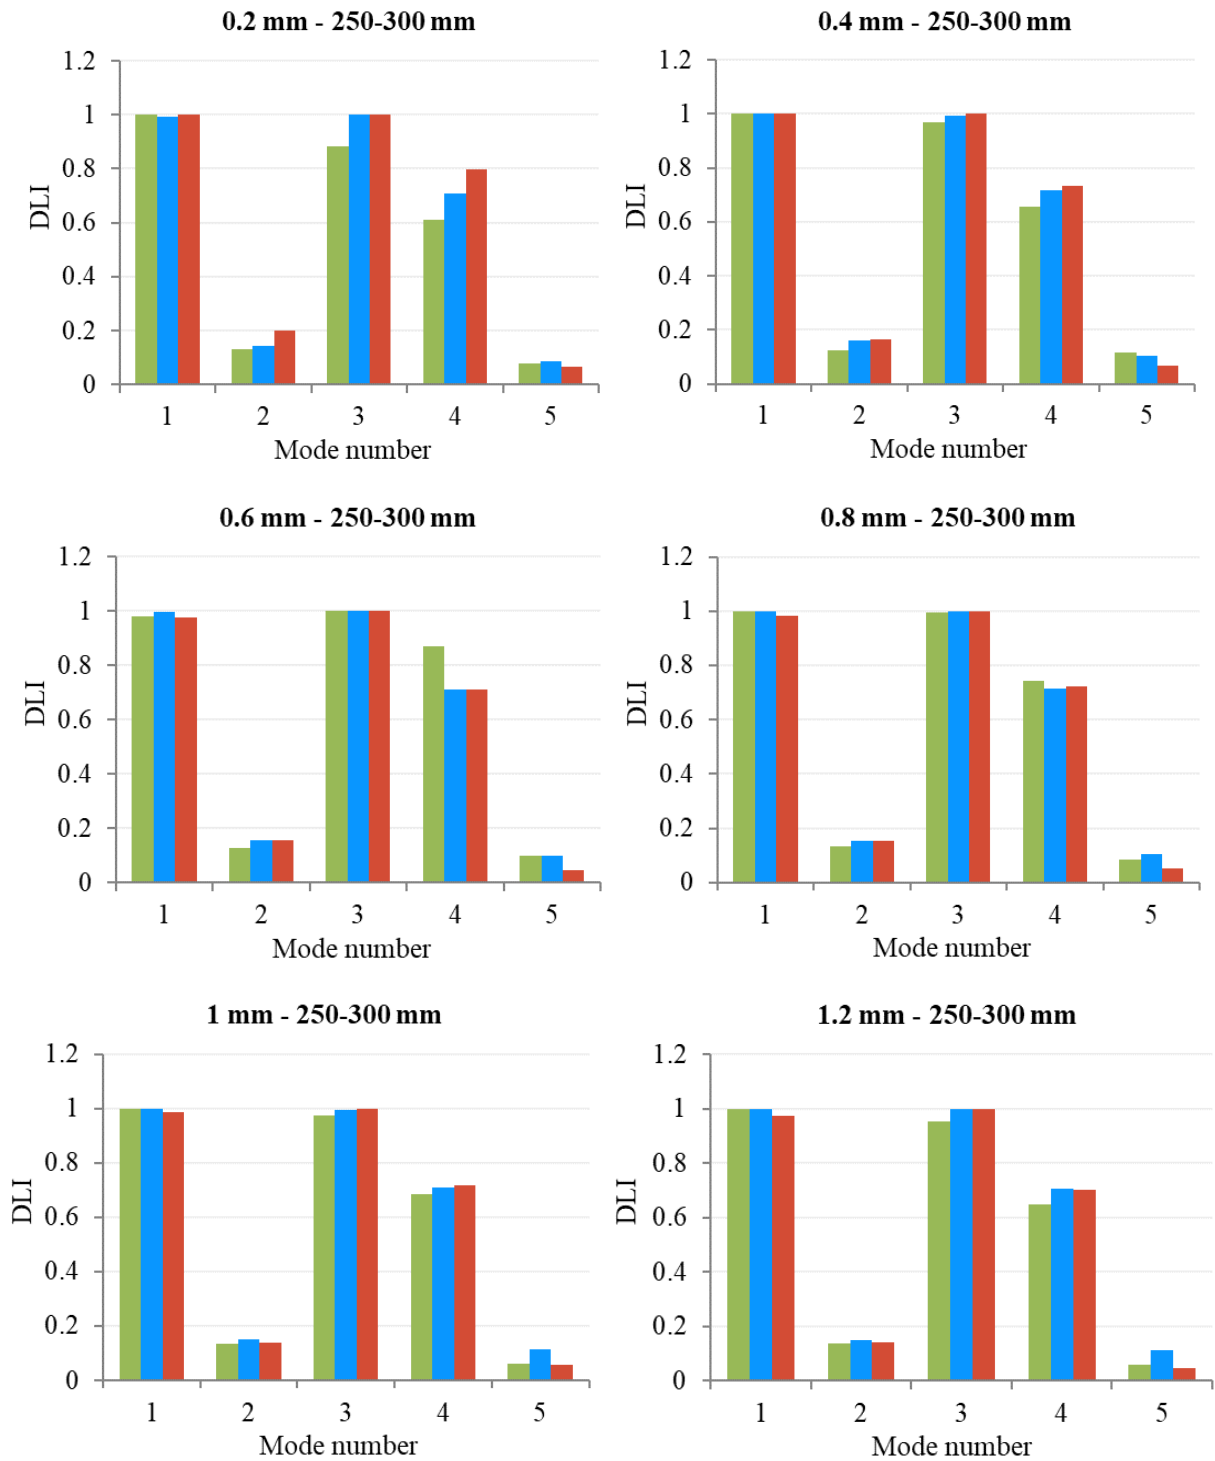 0.2 mm - 250-300 mm
1.2
1
0.8
0.6
0.4
0.2
0
DLI
1 2 3 4 5
Mode number
0.4 mm - 250-300 mm
1.2
1
0.8
0.6
0.4
0.2
0
DLI
1 2 3 4 5
Mode number
0.6 mm - 250-300 mm
1.2
1
0.8
0.6
0.4
0.2
0
DLI
1 2 3 4 5
Mode number
0.8 mm - 250-300 mm
1.2
1
0.8
0.6
0.4
0.2
0
DLI
1 2 3 4 5
Mode number
1 mm - 250-300 mm
1.2
1
0.8
0.6
0.4
0.2
0
DLI
1 2 3 4 5
Mode number
1.2 mm - 250-300 mm
1.2
1
0.8
0.6
0.4
0.2
0
DLI
1 2 3 4 5
Mode number